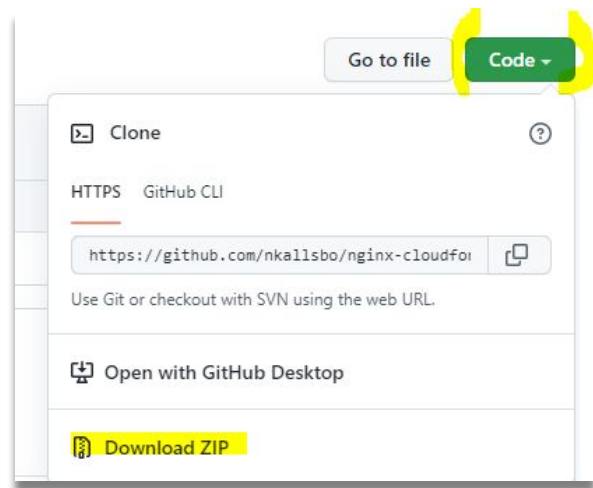 Go to file Code
Clone
HTTPS GitHub CLI
https://github.com/nkallsbo/nginx-cloudfor
Use Git or checkout with SVN using the web URL.
Open with GitHub Desktop
Download ZIP